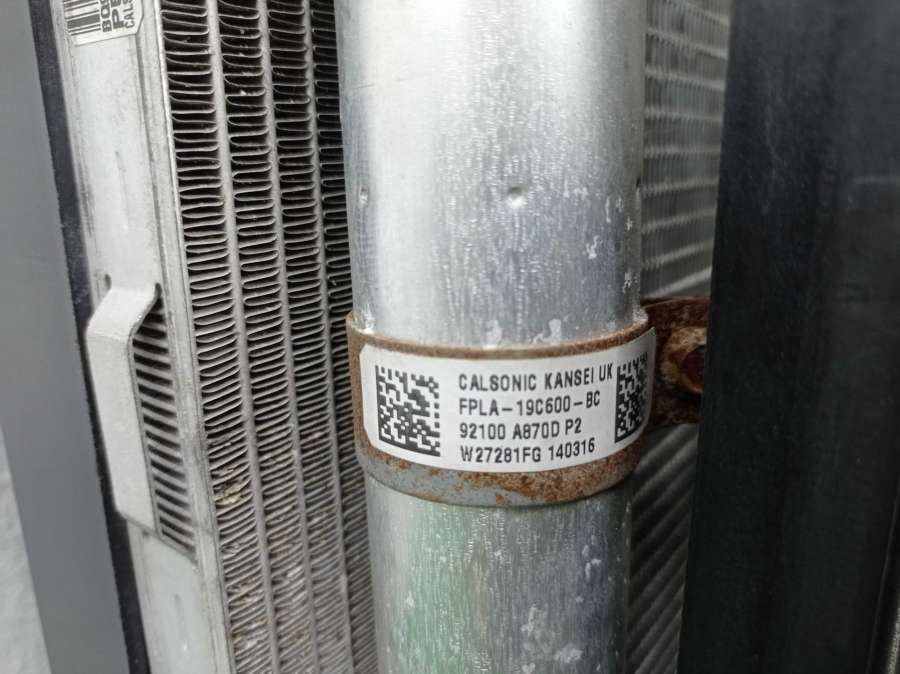 CALSONIC KANSEI UK
FPLA-19C600-BC
92100 A870D P2
W27281FG 140316